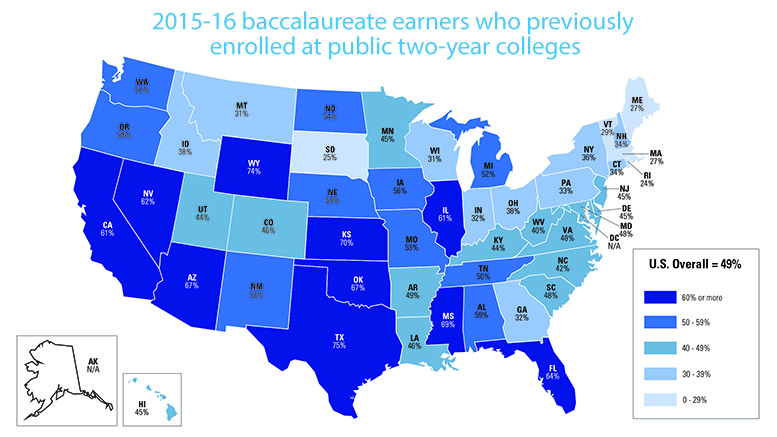 2015-16 baccalaureate earners who previously
enrolled at public two-year colleges
WA
OR
CA
61%
NV
62%
ID
38%
MT
31%
WY
74%
UT
44%
CO
46%
AZ
67%
NM
ND
SD
25%
NE
KS
70%
OK
67%
TX
75%
MN
45%
IA
56%
MO
53%
AR
49%
LA
46%
WI
31%
IL
61%
MI
52%
IN
32%
OH
38%
KY
44%
TN
50%
MS
69%
AL
59%
GA
32%
FL
64%
SC
48%
NC
42%
VA
48%
WV
40%
PA
33%
NY
36%
VT
29%
NH
34%
ME
27%
MA
27%
RI
24%
CT
34%
NJ
45%
DE
45%
MD
48%
DC
N/A
AK
N/A
HI
45%
U.S. Overall = 49%
60% or more
50 - 59%
40 - 49%
30 - 39%
0 - 29%